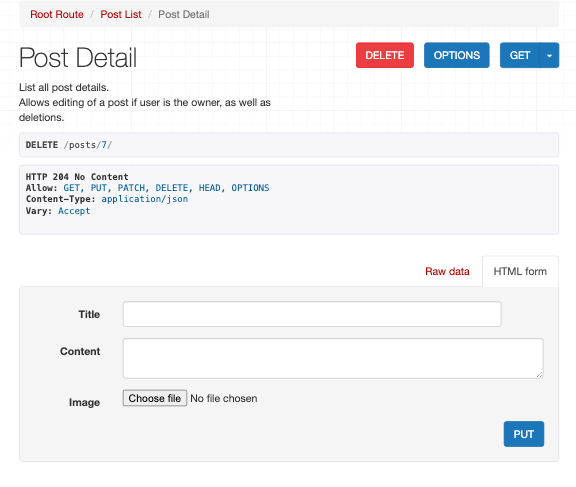 Root Route / Post List / Post Detail
Post Detail
DELETE OPTIONS GET
List all post details.
Allows editing of a post if user is the owner, as well as
deletions.
DELETE /posts/7/
HTTP 204 No Content
Allow: GET, PUT, PATCH, DELETE, HEAD, OPTIONS
Content-Type: application/json
Vary: Accept
Raw data HTML form
Title
Content
Image Choose file No file chosen
PUT